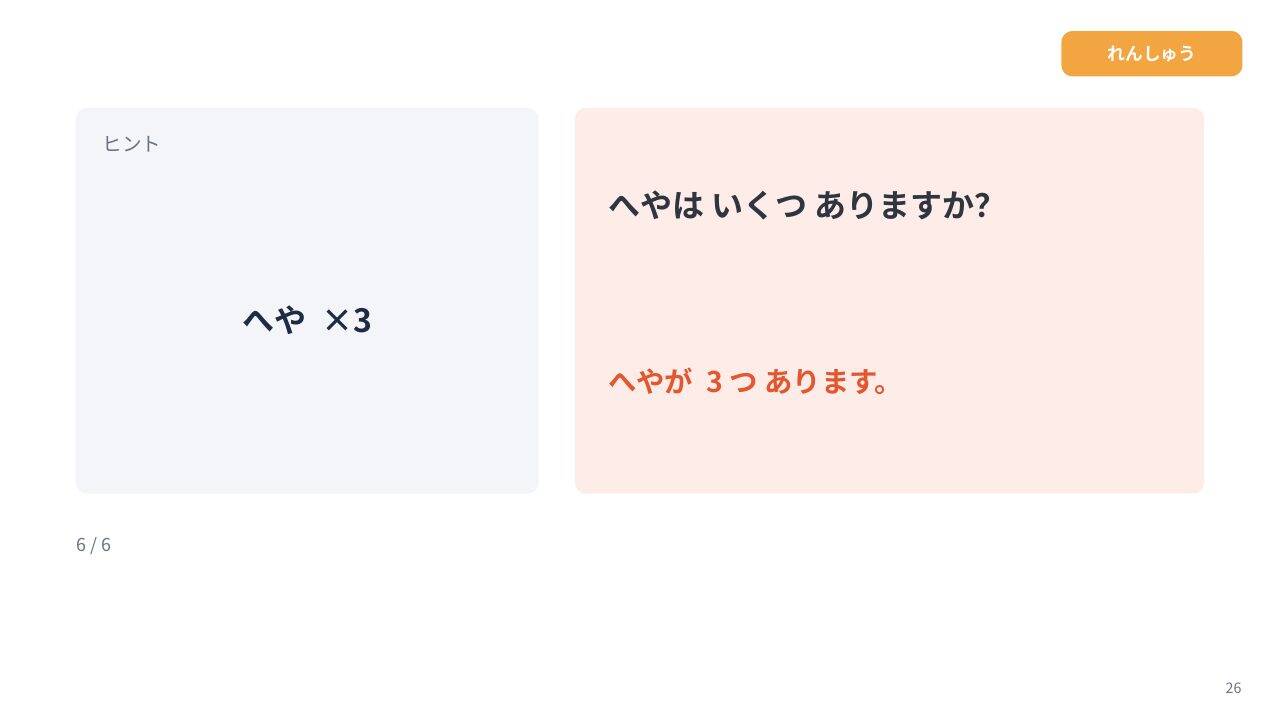 れんしゅう
ヒント
へや ×3
へやは いくつ ありますか?
へやが 3 つ あります。
6 / 6
26